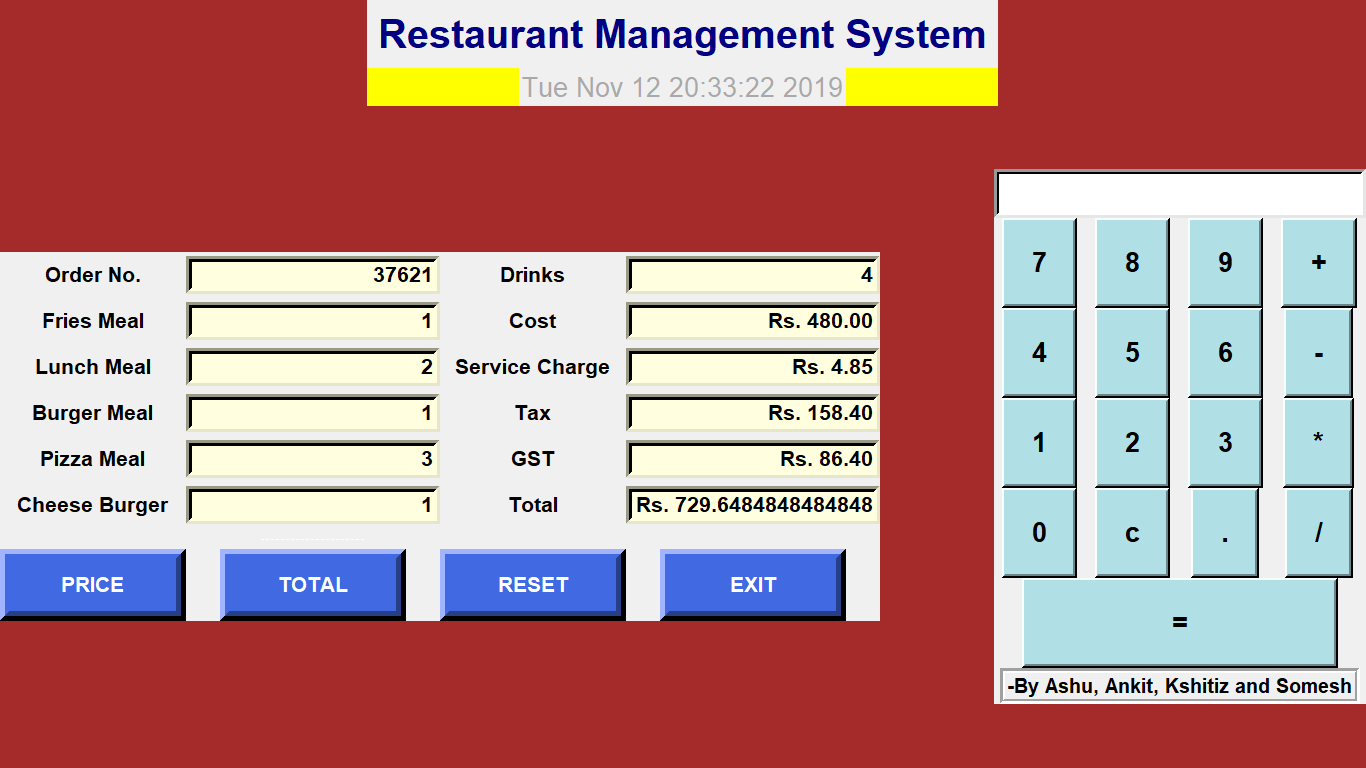 Restaurant Management System
Tue Nov 12 20:33:22 2019
Order No. 37621 Drinks 4
Fries Meal 1 Cost Rs. 480.00
Lunch Meal 2 Service Charge Rs. 4.85
Burger Meal 1 Tax Rs. 158.40
Pizza Meal 3 GST Rs. 86.40
Cheese Burger 1 Total Rs. 729.6484848484848
PRICE TOTAL RESET EXIT
7 8 9 +
4 5 6 -
1 2 3 *
0 c . /
=
-By Ashu, Ankit, Kshitiz and Somesh